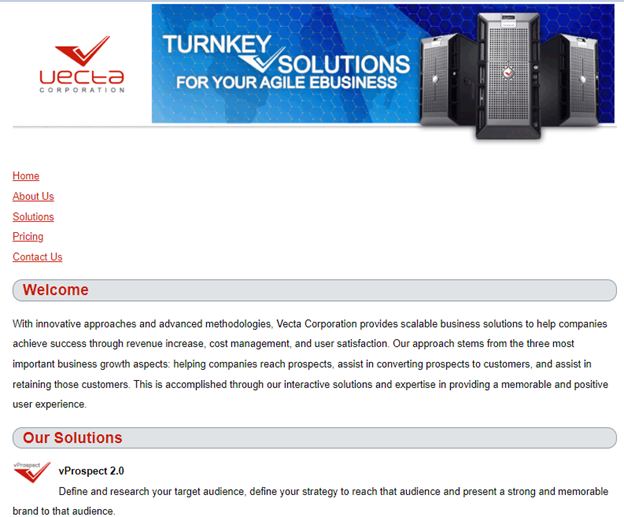 vecta
CORPORATION
TURNKEY
SOLUTIONS
FOR YOUR AGILE EBUSINESS
Home
About Us
Solutions
Pricing
Contact Us
Welcome
With innovative approaches and advanced methodologies, Vecta Corporation provides scalable business solutions to help companies
achieve success through revenue increase, cost management, and user satisfaction. Our approach stems from the three most
important business growth aspects: helping companies reach prospects, assist in converting prospects to customers, and assist in
retaining those customers. This is accomplished through our interactive solutions and expertise in providing a memorable and positive
user experience.
Our Solutions
vProspect
vProspect 2.0
Define and research your target audience, define your strategy to reach that audience and present a strong and memorable
brand to that audience.